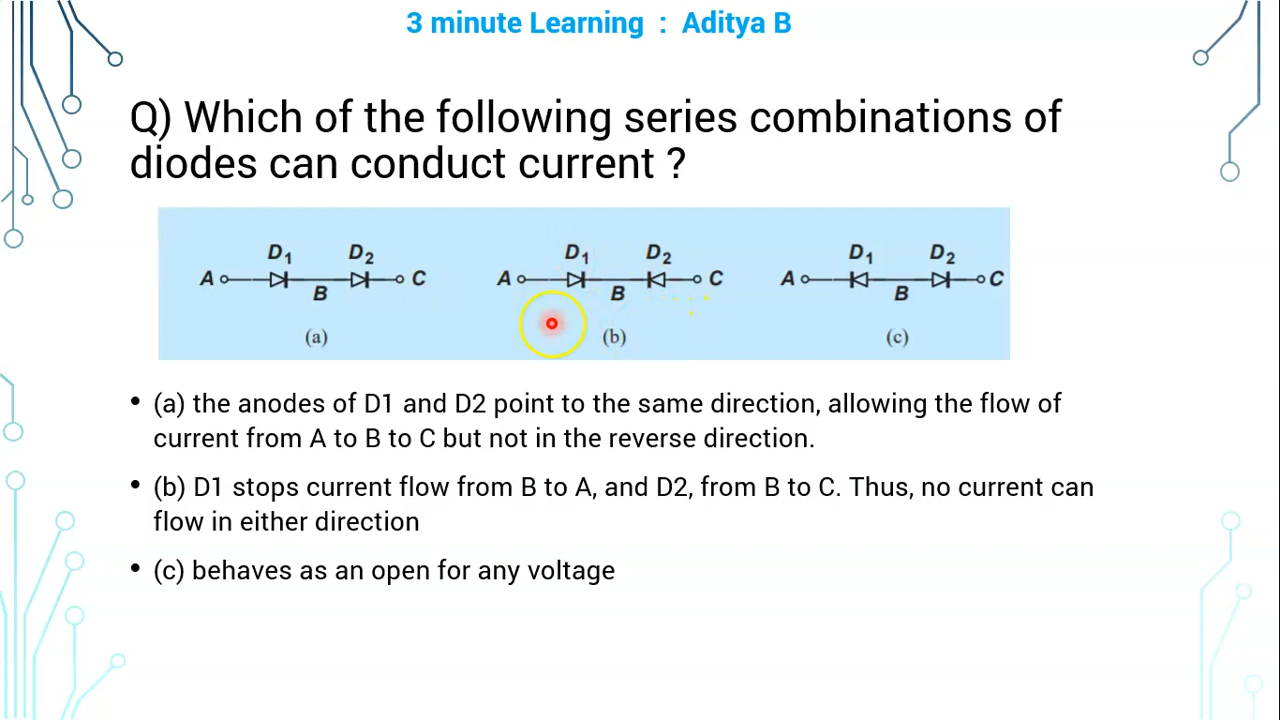 3 minute Learning : Aditya B
Q) Which of the following series combinations of
diodes can conduct current ?
D1 D2 D1 D2 D1 D2
A C A C A C
B B B
(a) (b) (c)
• (a) the anodes of D1 and D2 point to the same direction, allowing the flow of
current from A to B to C but not in the reverse direction.
• (b) D1 stops current flow from B to A, and D2, from B to C. Thus, no current can
flow in either direction
• (c) behaves as an open for any voltage